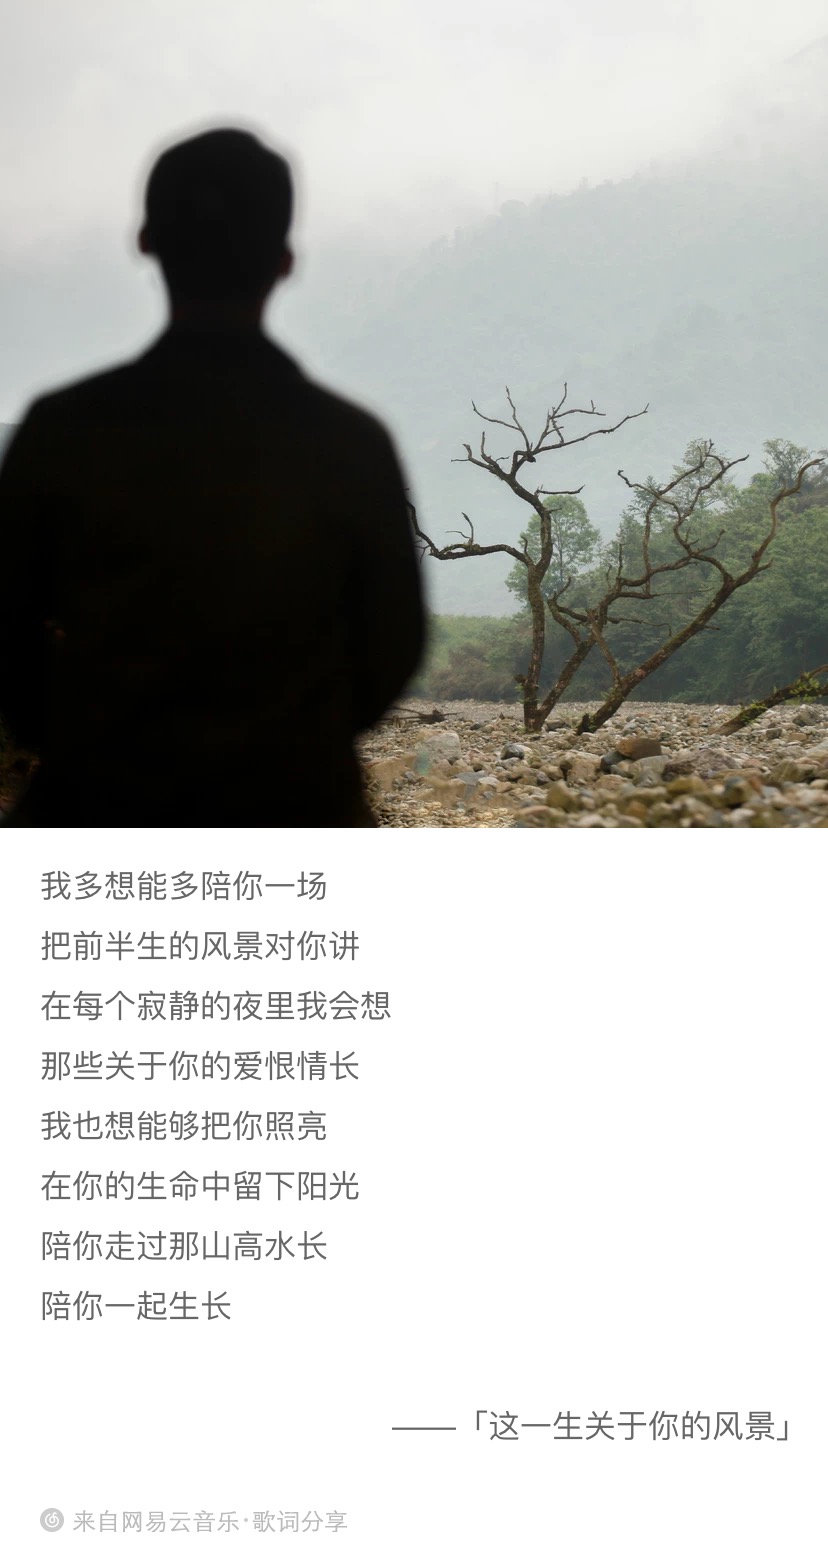 我多想能多陪你一场
把前半生的风景对你讲
在每个寂静的夜里我会想
那些关于你的爱恨情长
我也想能够把你照亮
在你的生命中留下阳光
陪你走过那山高水长
陪你一起生长
——「这一生关于你的风景」
来自网易云音乐·歌词分享